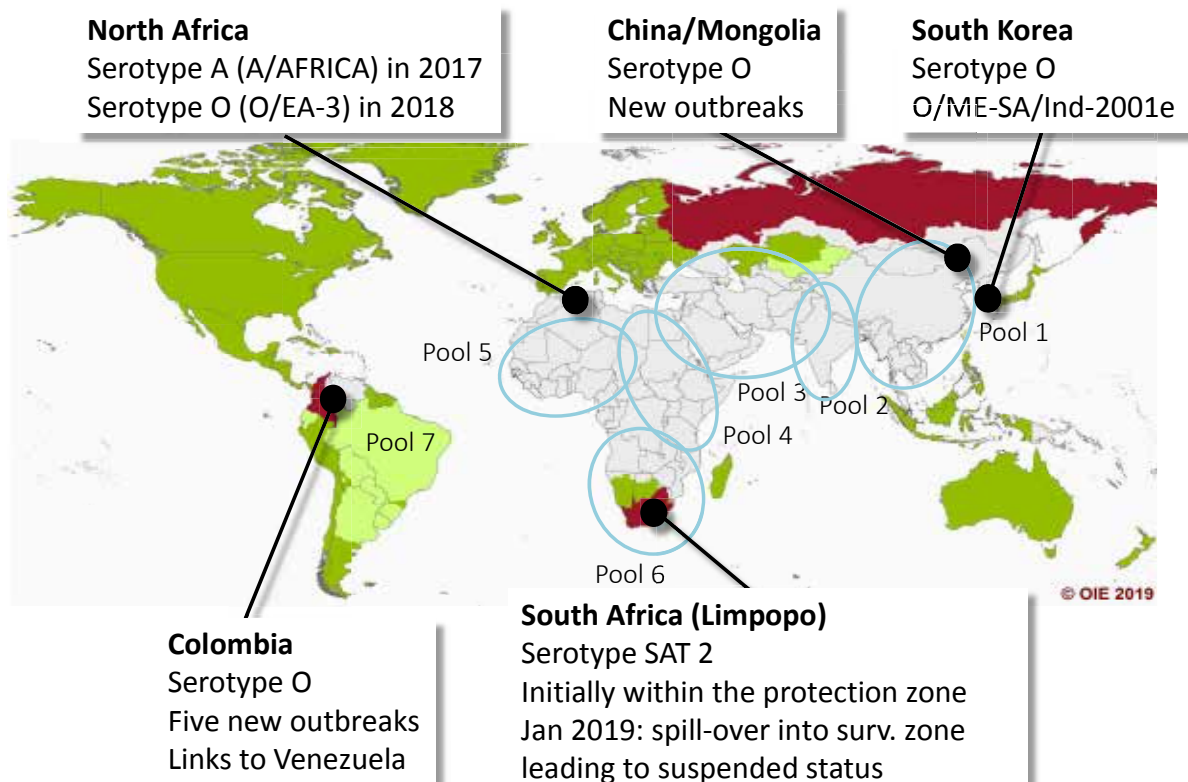 North Africa
Serotype A (A/AFRICA) in 2017
Serotype O (O/EA-3) in 2018
China/Mongolia
Serotype O
New outbreaks
South Korea
Serotype O
O/ME-SA/Ind-2001e
Pool 1
Pool 5
Pool 3
Pool 2
Pool 4
Pool 7
Pool 6
© OIE 2019
Colombia
Serotype O
Five new outbreaks
Links to Venezuela
South Africa (Limpopo)
Serotype SAT 2
Initially within the protection zone
Jan 2019: spill-over into surv. zone
leading to suspended status